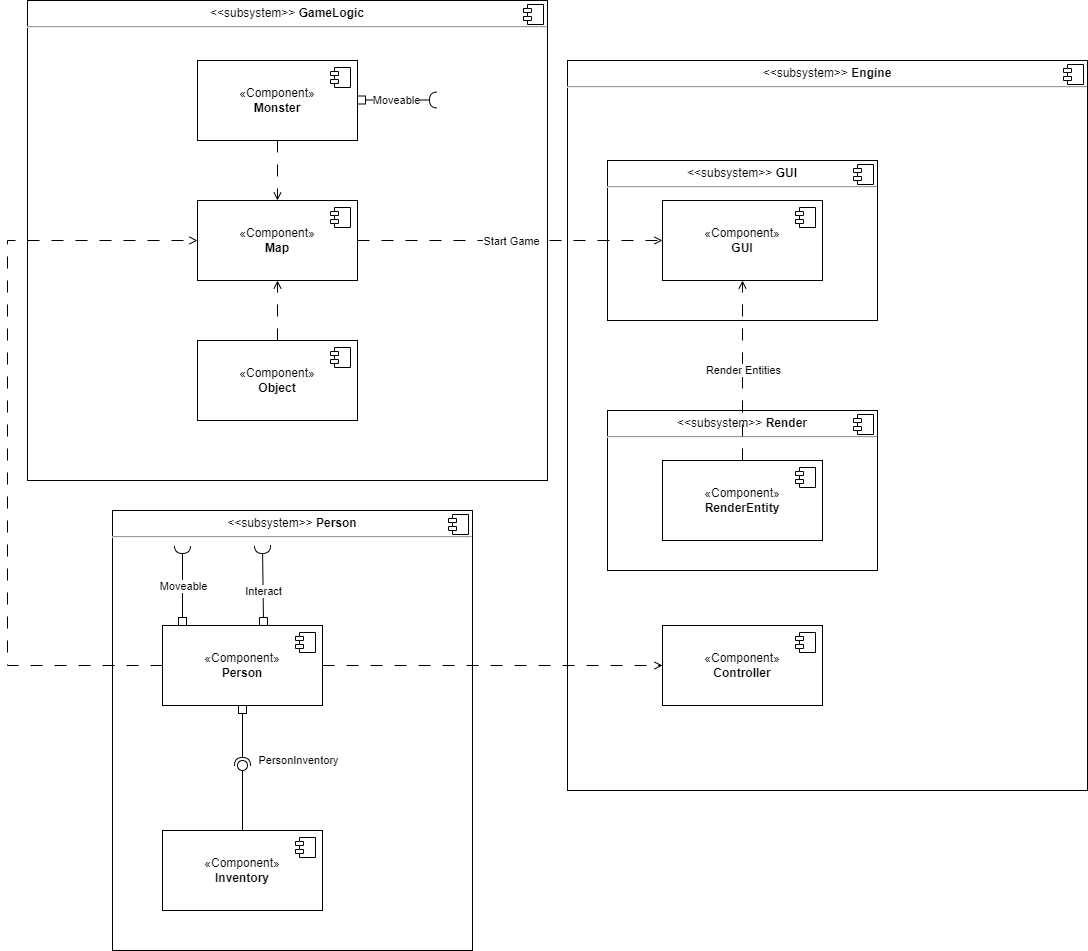 <<subsystem>> GameLogic
«Component»
Monster
Moveable
«Component»
Map
Start Game
«Component»
Object
<<subsystem>> Engine
<<subsystem>> GUI
«Component»
GUI
Render Entities
<<subsystem>> Render
«Component»
RenderEntity
«Component»
Controller
<<subsystem>> Person
Moveable
Interact
«Component»
Person
PersonInventory
«Component»
Inventory